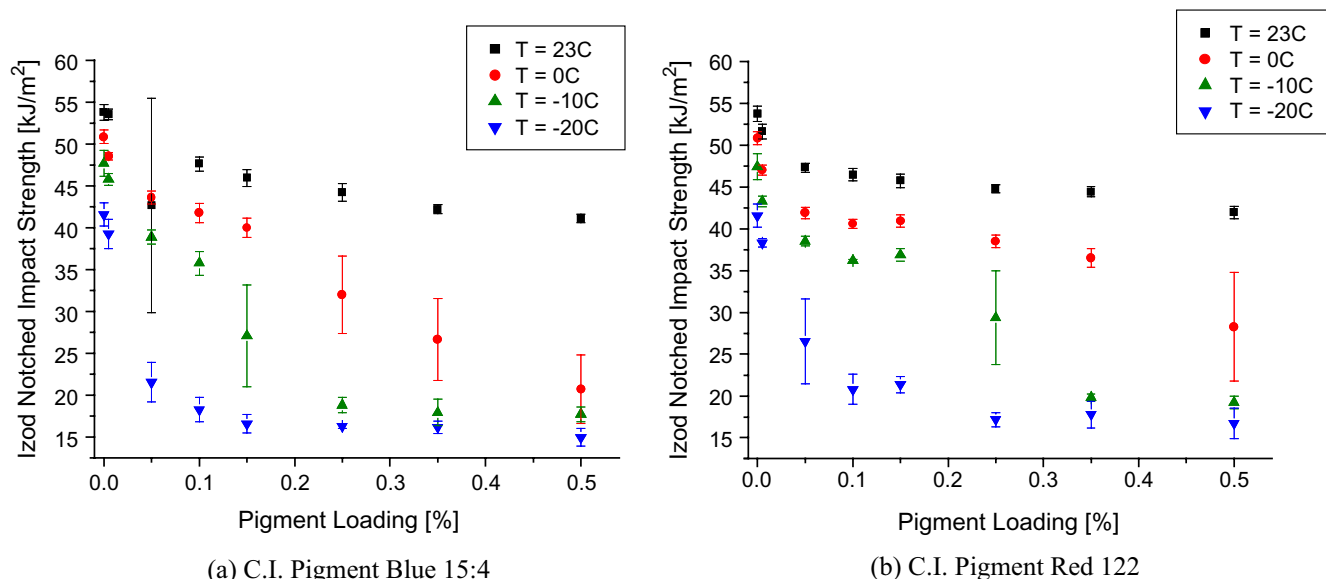 T = 23C
T = 0C
T = -10C
T = -20C
60
55
50
45
40
35
30
25
20
15
Izod Notched Impact Strength [kJ/m²]
0.0
0.1
0.2
0.3
0.4
0.5
Pigment Loading [%]
(a) C.I. Pigment Blue 15:4
T = 23C
T = 0C
T = -10C
T = -20C
60
55
50
45
40
35
30
25
20
15
Izod Notched Impact Strength [kJ/m²]
0.0
0.1
0.2
0.3
0.4
0.5
Pigment Loading [%]
(b) C.I. Pigment Red 122